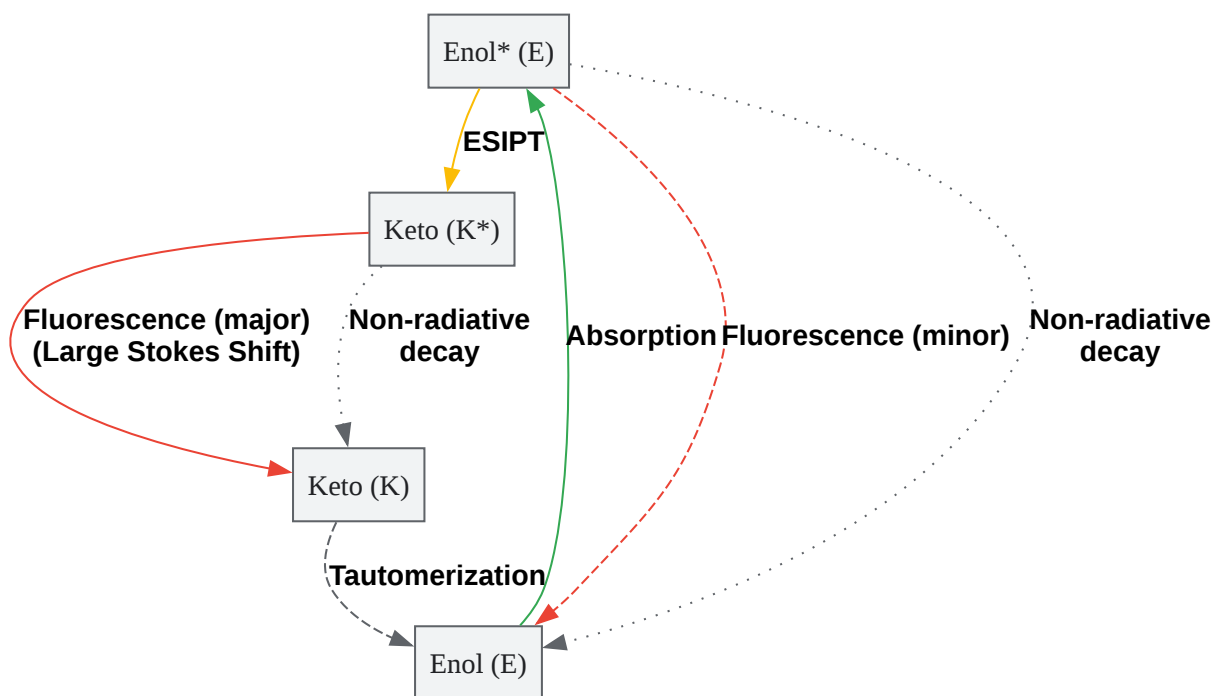 Enol* (E)
ESIPT
Keto (K*)
Fluorescence (major)
(Large Stokes Shift)
Non-radiative
decay
Absorption
Fluorescence (minor)
Non-radiative
decay
Keto (K)
Tautomerization
Enol (E)